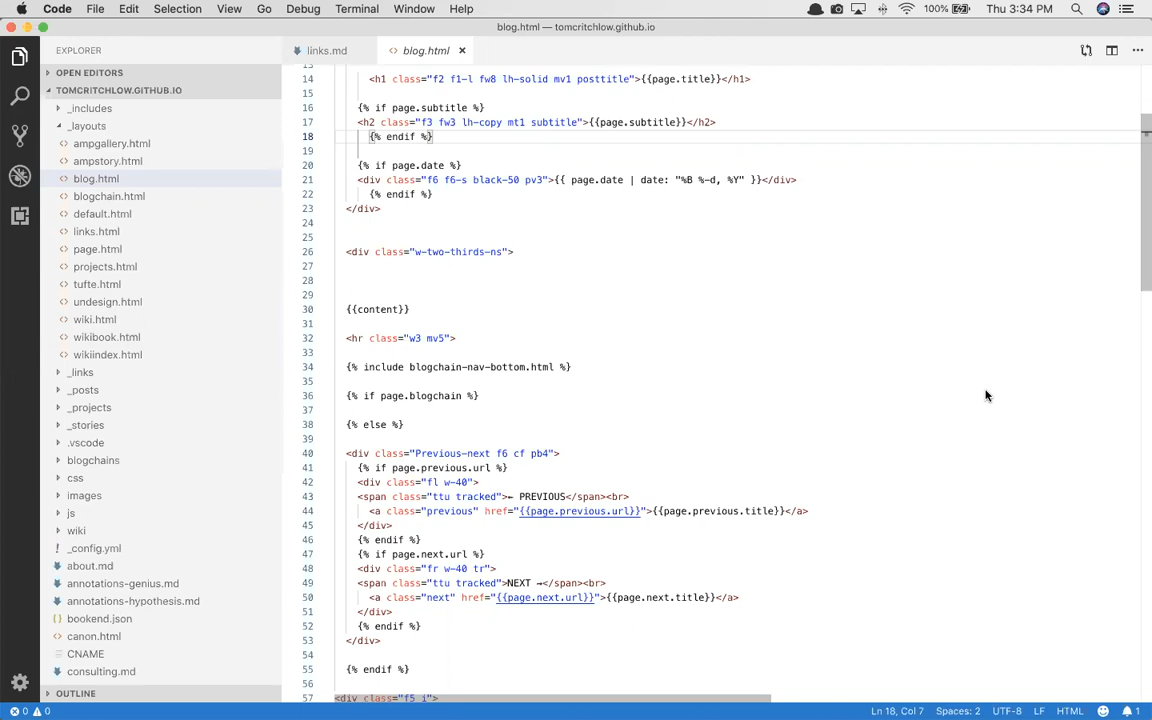 Code File Edit Selection View Go Debug Terminal Window Help 100% Thu 3:34 PM
blog.html — tomcritchlow.github.io
EXPLORER
OPEN EDITORS
TOMCRITCHLOW.GITHUB.IO
_includes
_layouts
ampgallery.html
ampstory.html
blog.html
blogchain.html
default.html
links.html
page.html
projects.html
tufte.html
undesign.html
wiki.html
wikibook.html
wikiindex.html
_links
_posts
_projects
_stories
.vscode
blogchains
css
images
js
wiki
_config.yml
about.md
annotations-genius.md
annotations-hypothesis.md
bookend.json
canon.html
CNAME
consulting.md
OUTLINE
links.md blog.html
13
14 <h1 class="f2 f1-l fw8 lh-solid mv1 posttitle">{{page.title}}</h1>
15
16 {% if page.subtitle %}
17 <h2 class="f3 fw3 lh-copy mt1 subtitle">{{page.subtitle}}</h2>
18 {% endif %}
19
20 {% if page.date %}
21 <div class="f6 f6-s black-50 pv3">{{ page.date | date: "%B %-d, %Y" }}</div>
22 {% endif %}
23 </div>
24
25
26 <div class="w-two-thirds-ns">
27
28
29
30 {{content}}
31
32 <hr class="w3 mv5">
33
34 {% include blogchain-nav-bottom.html %}
35
36 {% if page.blogchain %}
37
38 {% else %}
39
40 <div class="Previous-next f6 cf pb4">
41 {% if page.previous.url %}
42 <div class="fl w-40">
43 <span class="ttu tracked">← PREVIOUS</span><br>
44 <a class="previous" href="{{page.previous.url}}">{{page.previous.title}}</a>
45 </div>
46 {% endif %}
47 {% if page.next.url %}
48 <div class="fr w-40 tr">
49 <span class="ttu tracked">NEXT →</span><br>
50 <a class="next" href="{{page.next.url}}">{{page.next.title}}</a>
51 </div>
52 {% endif %}
53 </div>
54
55 {% endif %}
56
57 <div class="f5 i">
0 0 Ln 18, Col 7 Spaces: 2 UTF-8 LF HTML 1